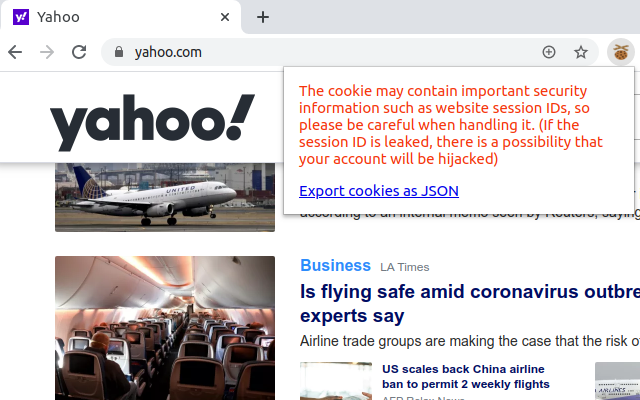 Yahoo
yahoo.com
The cookie may contain important security
information such as website session IDs, so
please be careful when handling it. (If the
session ID is leaked, there is a possibility that
your account will be hijacked)
Export cookies as JSON
yahoo!
UNITED
according to an internal memo seen by Reuters, saying
Business LA Times
Is flying safe amid coronavirus outbre
experts say
Airline trade groups are making the case that the risk o
US scales back China airline
ban to permit 2 weekly flights
AFP Relax News